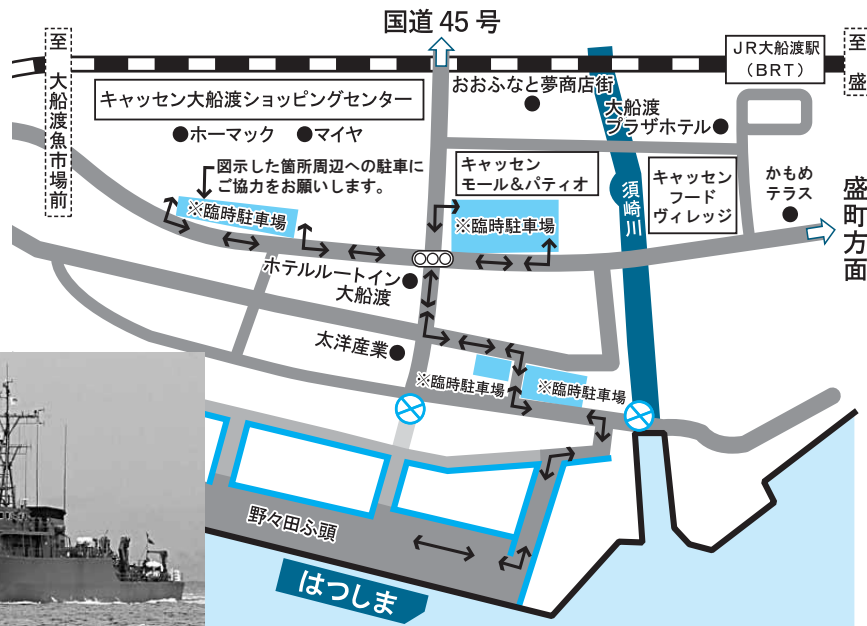 国道45号
至 大船渡魚市場前
至 盛
JR大船渡駅
（BRT）
キャッセン大船渡ショッピングセンター
おおふなと夢商店街
●ホーマック ●マイヤ
大船渡
プラザホテル●
図示した箇所周辺への駐車に
ご協力をお願いします。
キャッセン
モール&パティオ
キャッセン
フード
ヴィレッジ
かもめ
テラス
須崎川
盛町方面
※臨時駐車場
※臨時駐車場
ホテルルートイン
大船渡
太洋産業●
※臨時駐車場
※臨時駐車場
野々田ふ頭
はつしま